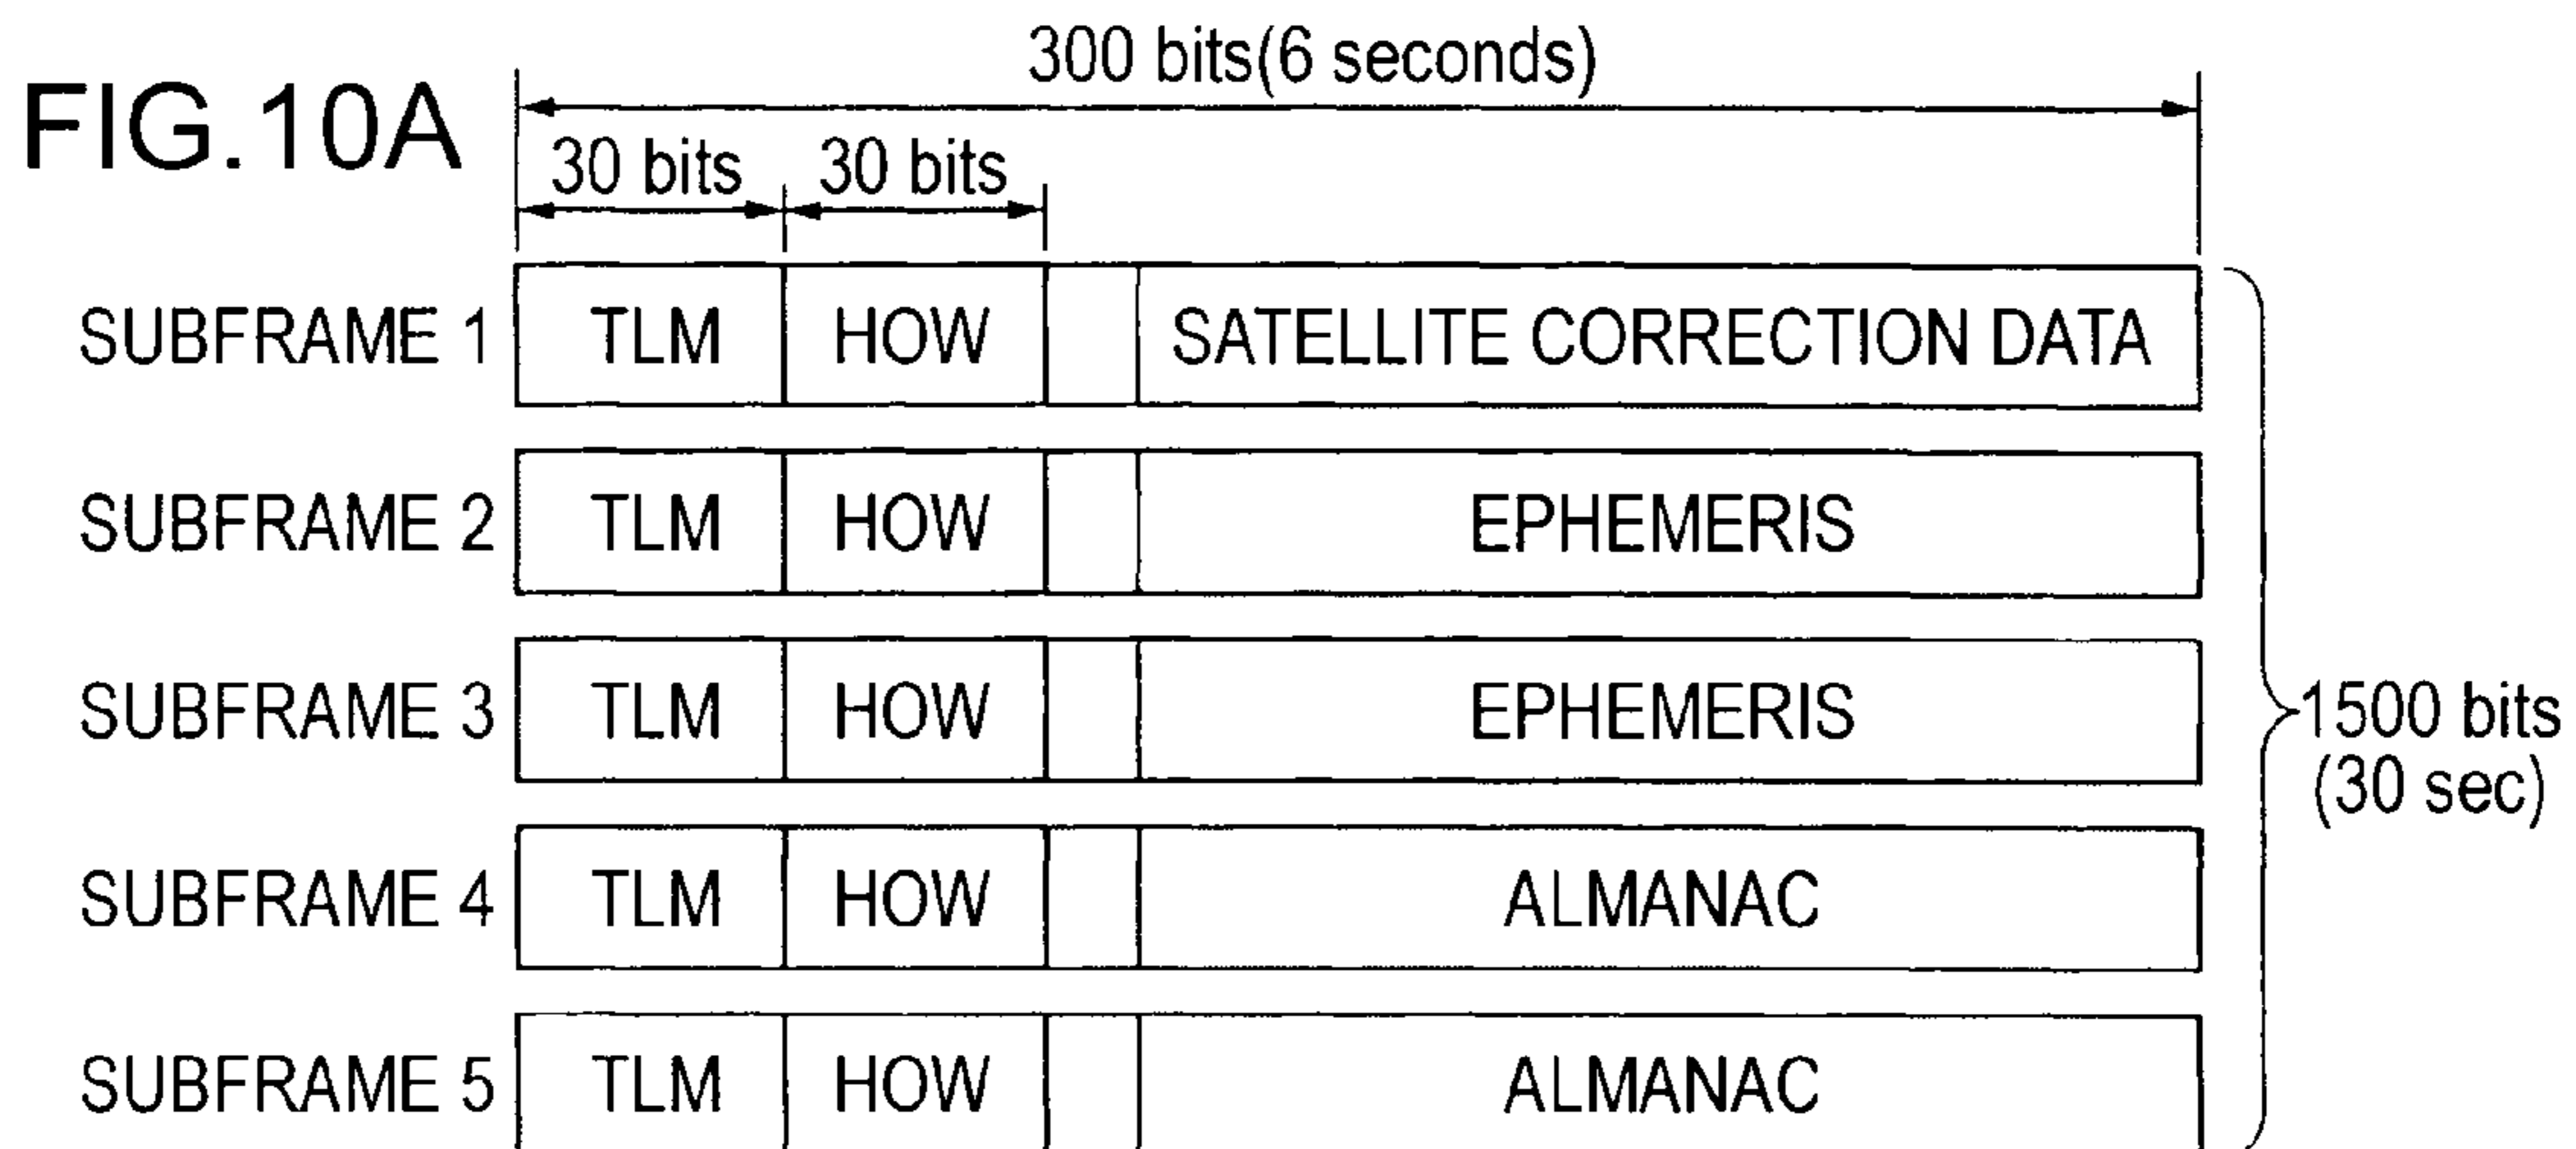 FIG.10A
300 bits(6 seconds)
30 bits 30 bits
SUBFRAME 1 TLM HOW SATELLITE CORRECTION DATA
SUBFRAME 2 TLM HOW EPHEMERIS
SUBFRAME 3 TLM HOW EPHEMERIS
SUBFRAME 4 TLM HOW ALMANAC
SUBFRAME 5 TLM HOW ALMANAC
1500 bits
(30 sec)